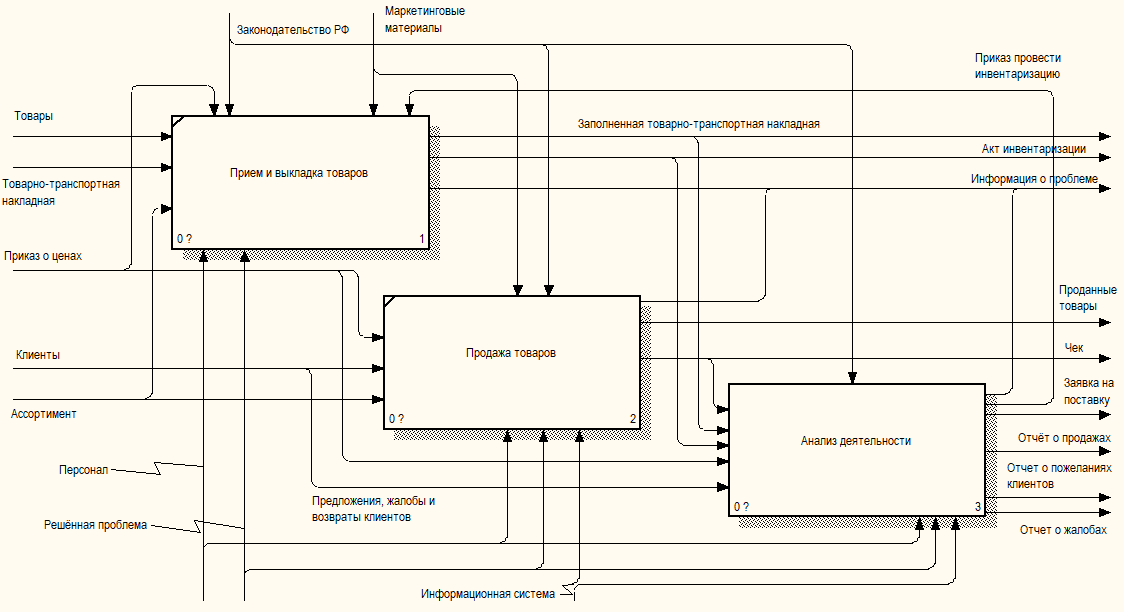 Маркетинговые
материалы
Законодательство РФ
Приказ провести
инвентаризацию
Товары
Заполненная товарно-транспортная накладная
Акт инвентаризации
Товарно-транспортная
накладная
Прием и выкладка товаров
Информация о проблеме
0 ?
1
Приказ о ценах
Проданные
товары
Клиенты
Продажа товаров
Чек
Заявка на
поставку
Ассортимент
0 ?
2
Анализ деятельности
Отчёт о продажах
Персонал
Отчет о пожеланиях
клиентов
Предложения, жалобы и
возвраты клиентов
0 ?
3
Решённая проблема
Отчет о жалобах
Информационная система